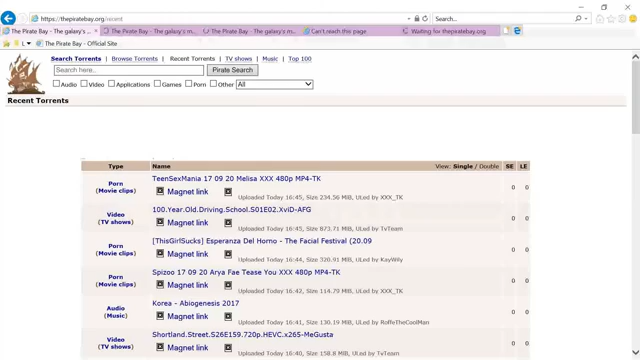 https://thepiratebay.org/recent
Search...
The Pirate Bay - The galaxy's m...
The Pirate Bay - The galaxy's m...
The Pirate Bay - The galaxy's m...
Can't reach this page
Waiting for thepiratebay.org
The Pirate Bay - Official Site
Search Torrents | Browse Torrents | Recent Torrents | TV shows | Music | Top 100
Search here...
Pirate Search
Audio Video Applications Games Porn Other All
Recent Torrents
Type Name View: Single / Double SE LE
Porn
(Movie clips)
TeenSexMania 17 09 20 Melisa XXX 480p MP4-TK
Magnet link
Uploaded Today 16:45, Size 234.56 MiB, ULed by XXX_TK
0 0
Video
(TV shows)
100.Year.Old.Driving.School.S01E02.XviD-AFG
Magnet link
Uploaded Today 16:45, Size 873.71 MiB, ULed by TvTeam
0 0
Porn
(Movie clips)
[ThisGirlSucks] Esperanza Del Horno - The Facial Festival (20.09
Magnet link
Uploaded Today 16:44, Size 320.91 MiB, ULed by KayWily
0 0
Porn
(Movie clips)
Spizoo 17 09 20 Arya Fae Tease You XXX 480p MP4-TK
Magnet link
Uploaded Today 16:42, Size 114.79 MiB, ULed by XXX_TK
0 0
Audio
(Music)
Korea - Abiogenesis 2017
Magnet link
Uploaded Today 16:41, Size 130.19 MiB, ULed by RoffeTheCoolMan
0 0
Video
(TV shows)
Shortland.Street.S26E159.720p.HEVC.x265-MeGusta
Magnet link
Uploaded Today 16:40, Size 158.8 MiB, ULed by TvTeam
0 0